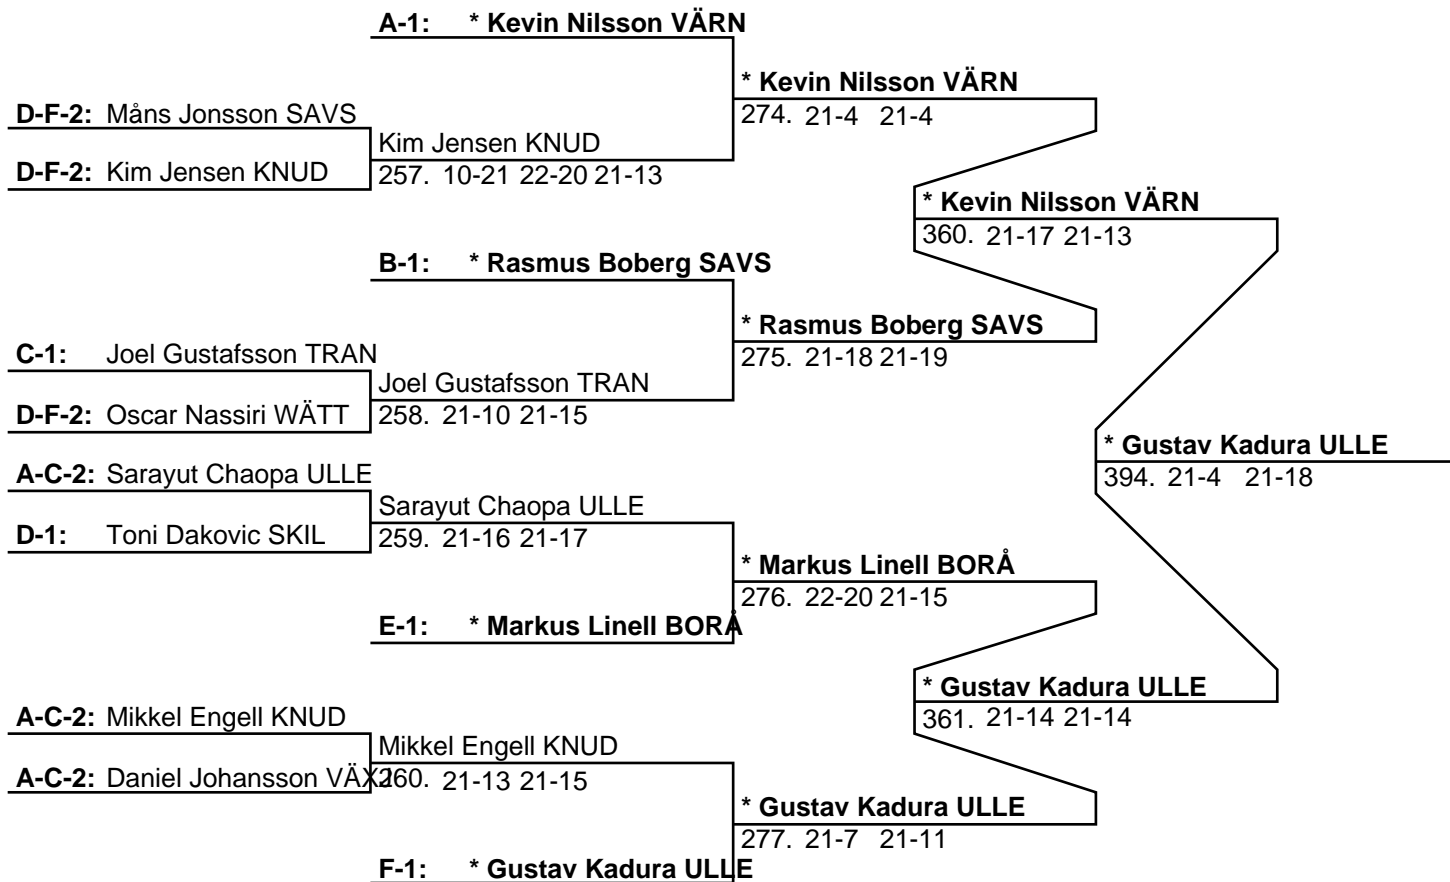 A-1: * Kevin Nilsson VÄRN
* Kevin Nilsson VÄRN
274. 21-4 21-4
D-F-2: Måns Jonsson SAVS
Kim Jensen KNUD
257. 10-21 22-20 21-13
D-F-2: Kim Jensen KNUD
* Kevin Nilsson VÄRN
360. 21-17 21-13
B-1: * Rasmus Boberg SAVS
* Rasmus Boberg SAVS
275. 21-18 21-19
C-1: Joel Gustafsson TRAN
Joel Gustafsson TRAN
258. 21-10 21-15
D-F-2: Oscar Nassiri WÄTT
* Gustav Kadura ULLE
394. 21-4 21-18
A-C-2: Sarayut Chaopa ULLE
Sarayut Chaopa ULLE
259. 21-16 21-17
D-1: Toni Dakovic SKIL
* Markus Linell BORÅ
276. 22-20 21-15
E-1: * Markus Linell BORÅ
* Gustav Kadura ULLE
361. 21-14 21-14
A-C-2: Mikkel Engell KNUD
Mikkel Engell KNUD
260. 21-13 21-15
A-C-2: Daniel Johansson VÄXJ
* Gustav Kadura ULLE
277. 21-7 21-11
F-1: * Gustav Kadura ULLE